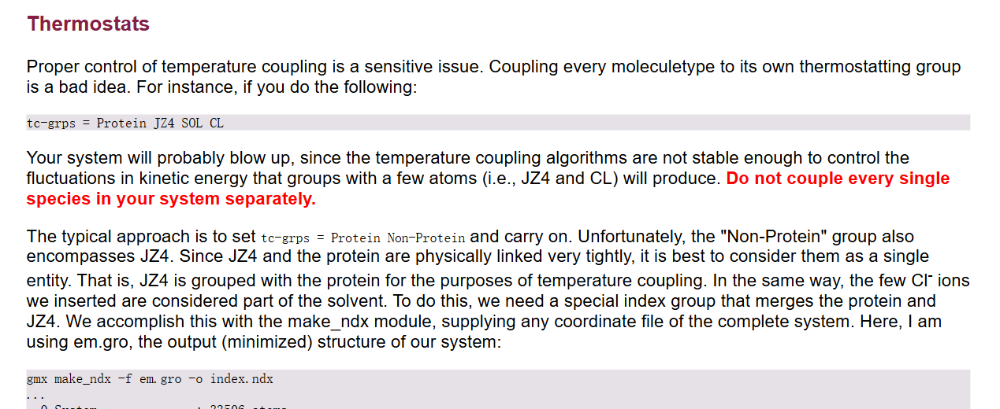 Thermostats
Proper control of temperature coupling is a sensitive issue. Coupling every moleculetype to its own thermostatting group
is a bad idea. For instance, if you do the following:
tc-grps = Protein JZ4 SOL CL
Your system will probably blow up, since the temperature coupling algorithms are not stable enough to control the
fluctuations in kinetic energy that groups with a few atoms (i.e., JZ4 and CL) will produce. Do not couple every single
species in your system separately.
The typical approach is to set tc-grps = Protein Non-Protein and carry on. Unfortunately, the "Non-Protein" group also
encompasses JZ4. Since JZ4 and the protein are physically linked very tightly, it is best to consider them as a single
entity. That is, JZ4 is grouped with the protein for the purposes of temperature coupling. In the same way, the few Cl⁻ ions
we inserted are considered part of the solvent. To do this, we need a special index group that merges the protein and
JZ4. We accomplish this with the make_ndx module, supplying any coordinate file of the complete system. Here, I am
using em.gro, the output (minimized) structure of our system:
gmx make_ndx -f em.gro -o index.ndx
...